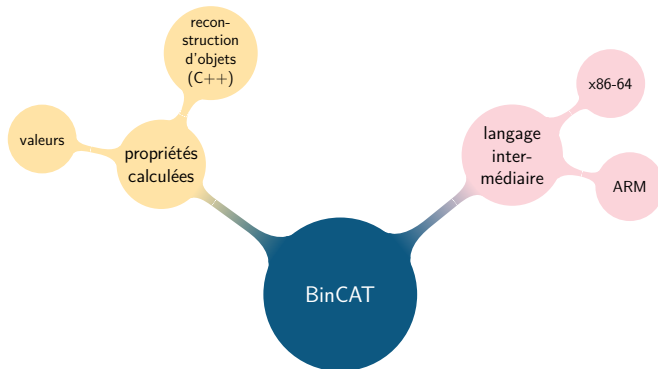 recon-
struction
d'objets
(C++)
valeurs
propriétés
calculées
langage
inter-
médiaire
x86-64
ARM
BinCAT